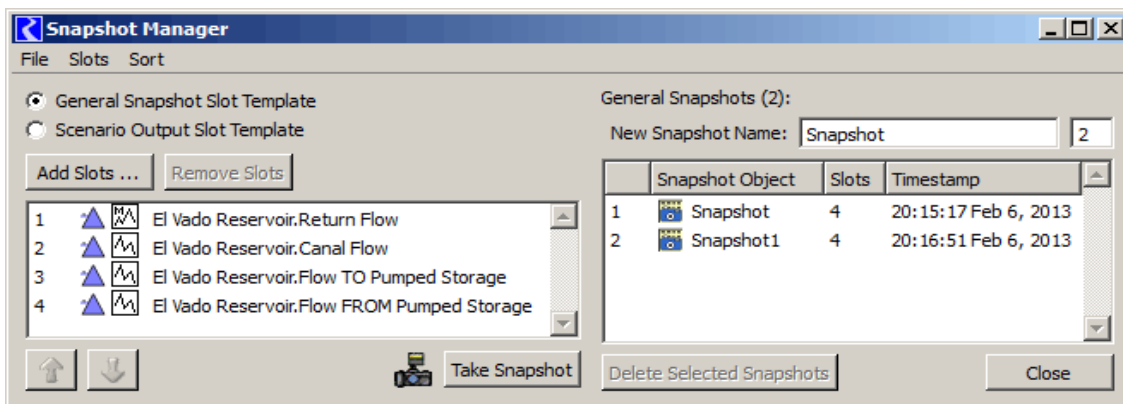 Snapshot Manager
File Slots Sort
General Snapshot Slot Template
Scenario Output Slot Template
Add Slots ... Remove Slots
1 El Vado Reservoir.Return Flow
2 El Vado Reservoir.Canal Flow
3 El Vado Reservoir.Flow TO Pumped Storage
4 El Vado Reservoir.Flow FROM Pumped Storage
Take Snapshot
General Snapshots (2):
New Snapshot Name: Snapshot 2
Snapshot Object Slots Timestamp
1 Snapshot 4 20:15:17 Feb 6, 2013
2 Snapshot1 4 20:16:51 Feb 6, 2013
Delete Selected Snapshots Close